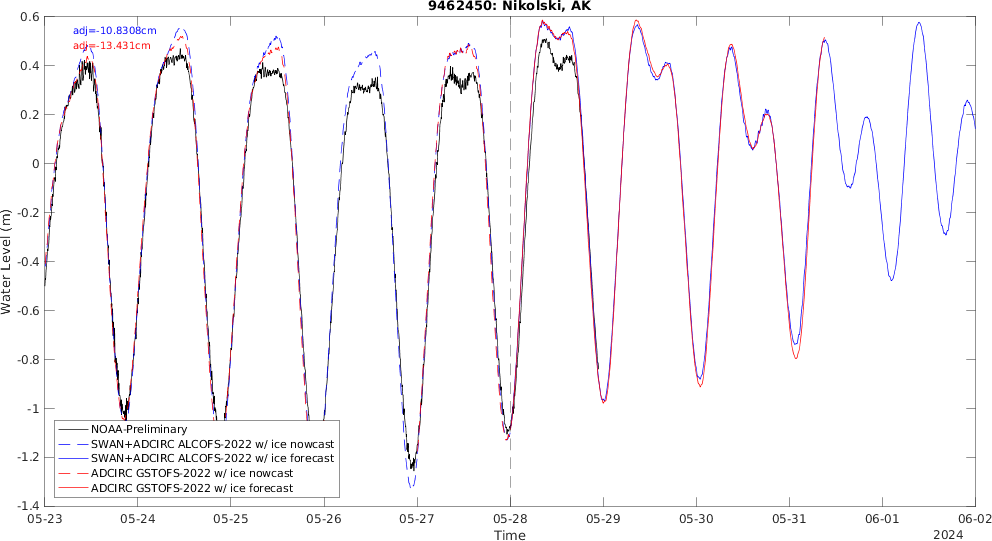 9462450: Nikolski, AK
adj=-10.8308cm
adj=-13.431cm
0.6
0.4
0.2
0
-0.2
-0.4
-0.6
-0.8
-1
-1.2
-1.4
Water Level (m)
NOAA-Preliminary
SWAN+ADCIRC ALCOFS-2022 w/ ice nowcast
SWAN+ADCIRC ALCOFS-2022 w/ ice forecast
ADCIRC GSTOFS-2022 w/ ice nowcast
ADCIRC GSTOFS-2022 w/ ice forecast
05-23 05-24 05-25 05-26 05-27 05-28 05-29 05-30 05-31 06-01 06-02
Time
2024